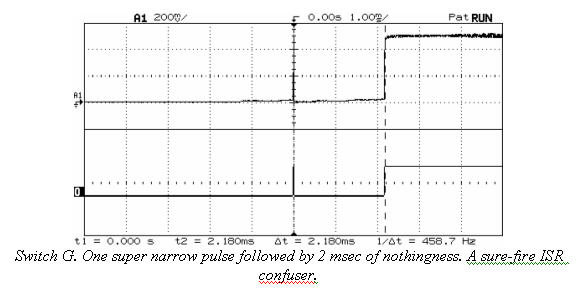 A1 200mV/ 0.00s 1.00ms/ Pat RUN
A1
0
t1 = 0.000 s t2 = 2.180ms Δt = 2.180ms 1/Δt = 458.7 Hz
Switch G. One super narrow pulse followed by 2 msec of nothingness. A sure-fire ISR
confuser.